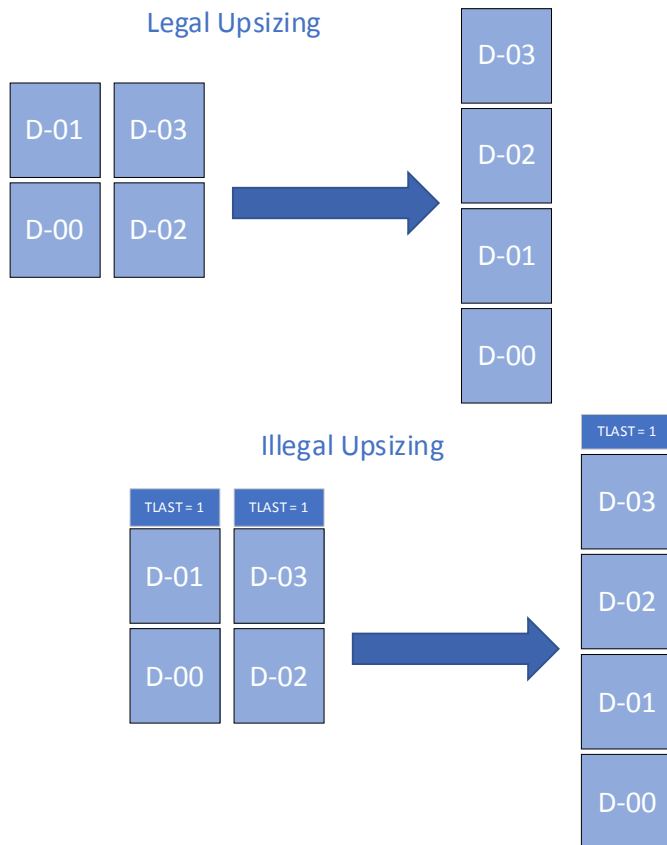 Legal Upsizing
D-01 D-03
D-00 D-02
D-03
D-02
D-01
D-00
Illegal Upsizing
TLAST = 1 TLAST = 1
D-01 D-03
D-00 D-02
TLAST = 1
D-03
D-02
D-01
D-00